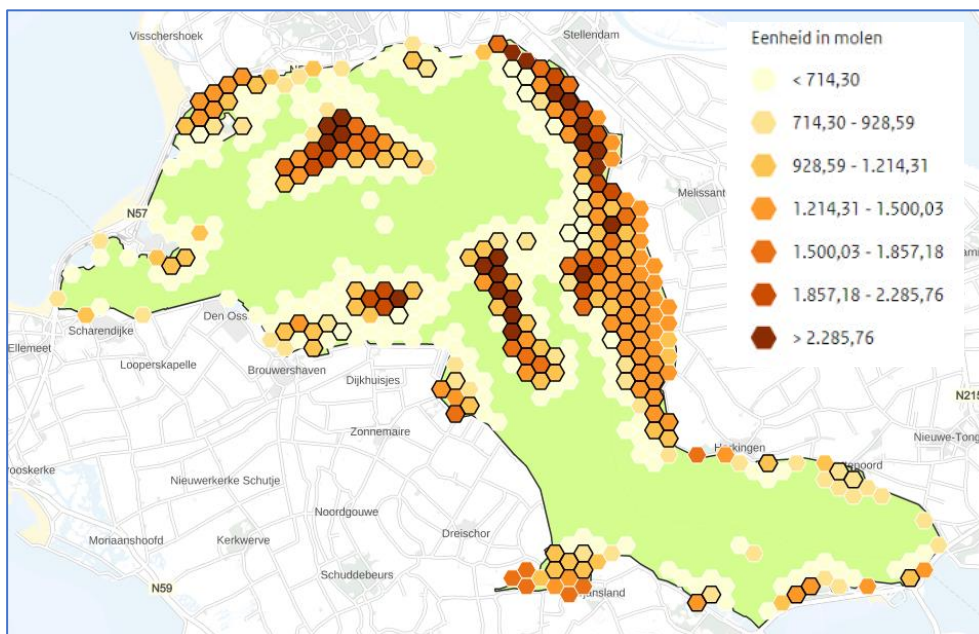 Visschershoek
Stellendam
Eenheid in molen
< 714,30
714,30 - 928,59
928,59 - 1.214,31
1.214,31 - 1.500,03
1.500,03 - 1.857,18
1.857,18 - 2.285,76
> 2.285,76
Melissant
N57
Den Oss
Scharendijke
Ellemeet
Looperskapelle
Brouwershaven
Dijkhuisjes
N215
Zonnemaire
Nieuwe-Tong
Nieuwerkerke Schutje
Noordgouwe
Moriaanshoofd
Kerkwerve
Dreischor
Schuddebeurs
N59